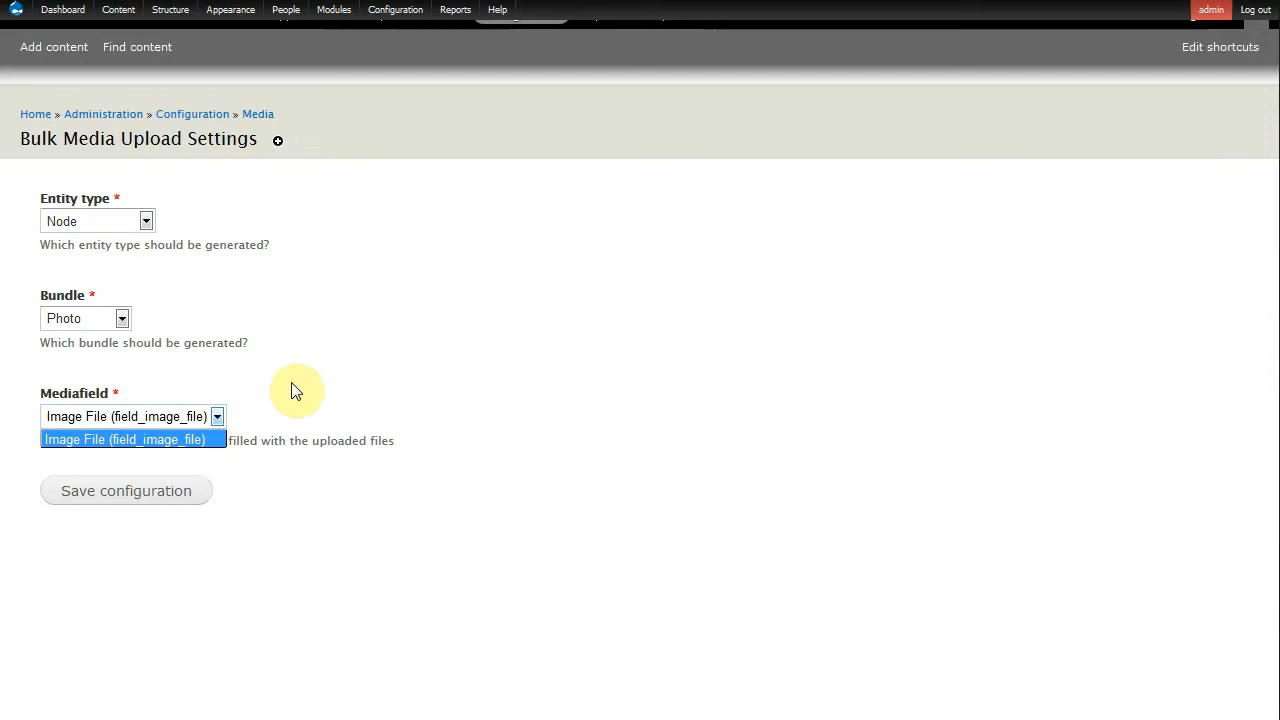 Dashboard Content Structure Appearance People Modules Configuration Reports Help admin Log out
Add content Find content Edit shortcuts
Home » Administration » Configuration » Media
Bulk Media Upload Settings
Entity type *
Node
Which entity type should be generated?
Bundle *
Photo
Which bundle should be generated?
Mediafield *
Image File (field_image_file)
Image File (field_image_file) filled with the uploaded files
Save configuration